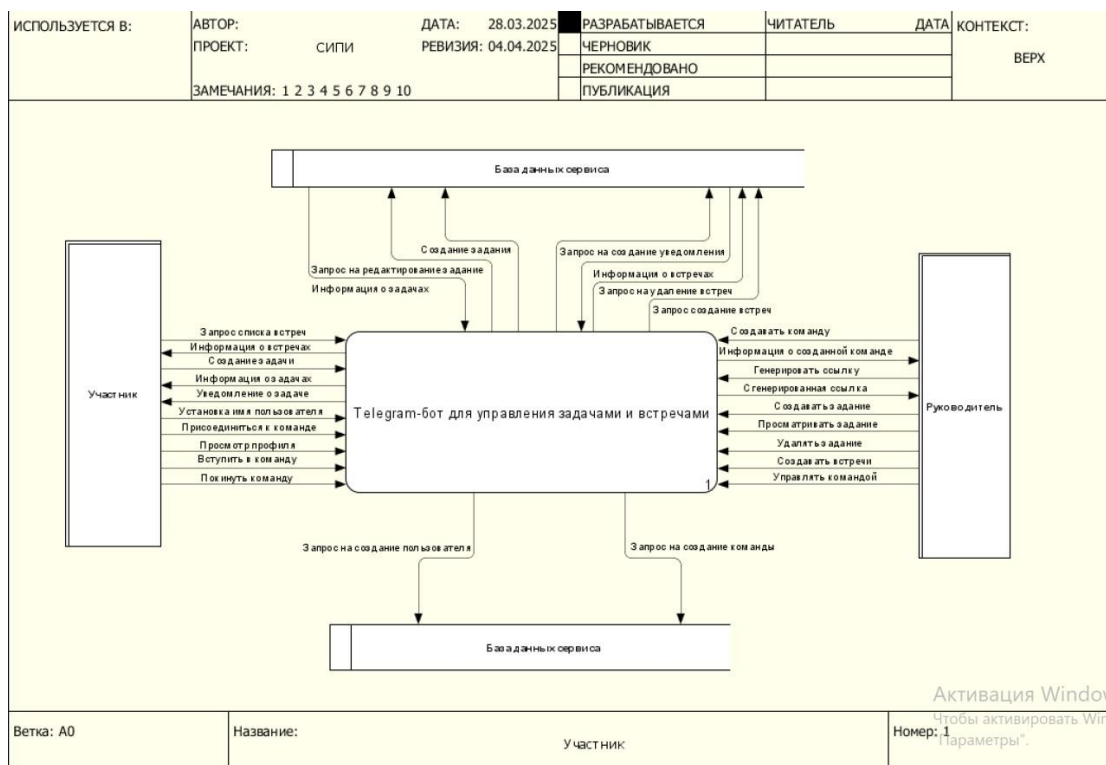 ИСПОЛЬЗУЕТСЯ В:
АВТОР:
ДАТА: 28.03.2025
РАЗРАБАТЫВАЕТСЯ
ЧИТАТЕЛЬ
ДАТА
КОНТЕКСТ:
ПРОЕКТ: СИПИ
РЕВИЗИЯ: 04.04.2025
ЧЕРНОВИК
ВЕРХ
РЕКОМЕНДОВАНО
ЗАМЕЧАНИЯ: 1 2 3 4 5 6 7 8 9 10
ПУБЛИКАЦИЯ
База данных сервиса
Создание задания
Запрос на редактирование задание
Информация о задачах
Запрос на создание уведомления
Информация о встречах
Запрос на удаление встреч
Запрос создание встреч
Участник
Запрос списка встреч
Информация о встречах
Создание задачи
Информация о задачах
Уведомление о задаче
Установка имя пользователя
Присоединиться к команде
Просмотр профиля
Вступить в команду
Покинуть команду
Telegram-бот для управления задачами и встречами
1
Создавать команду
Информация о созданной команде
Генерировать ссылку
Сгенерированная ссылка
Создавать задание
Просматривать задание
Удалять задание
Создавать встречи
Управлять командой
Руководитель
Запрос на создание пользователя
Запрос на создание команды
База данных сервиса
Активация Window
Чтобы активировать Win
"Параметры".
Ветка: A0
Название:
Участник
Номер: 1